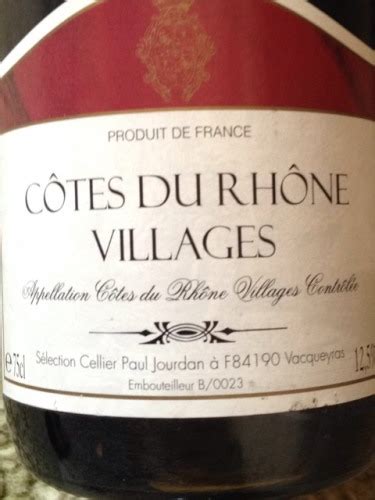 PRODUIT DE FRANCE
CÔTES DU RHÔNE
VILLAGES
Appellation Côtes du Rhône Villages Contrôlée
e 75cl
Sélection Cellier Paul Jourdan à F84190 Vacqueyras
Embouteilleur B/0023